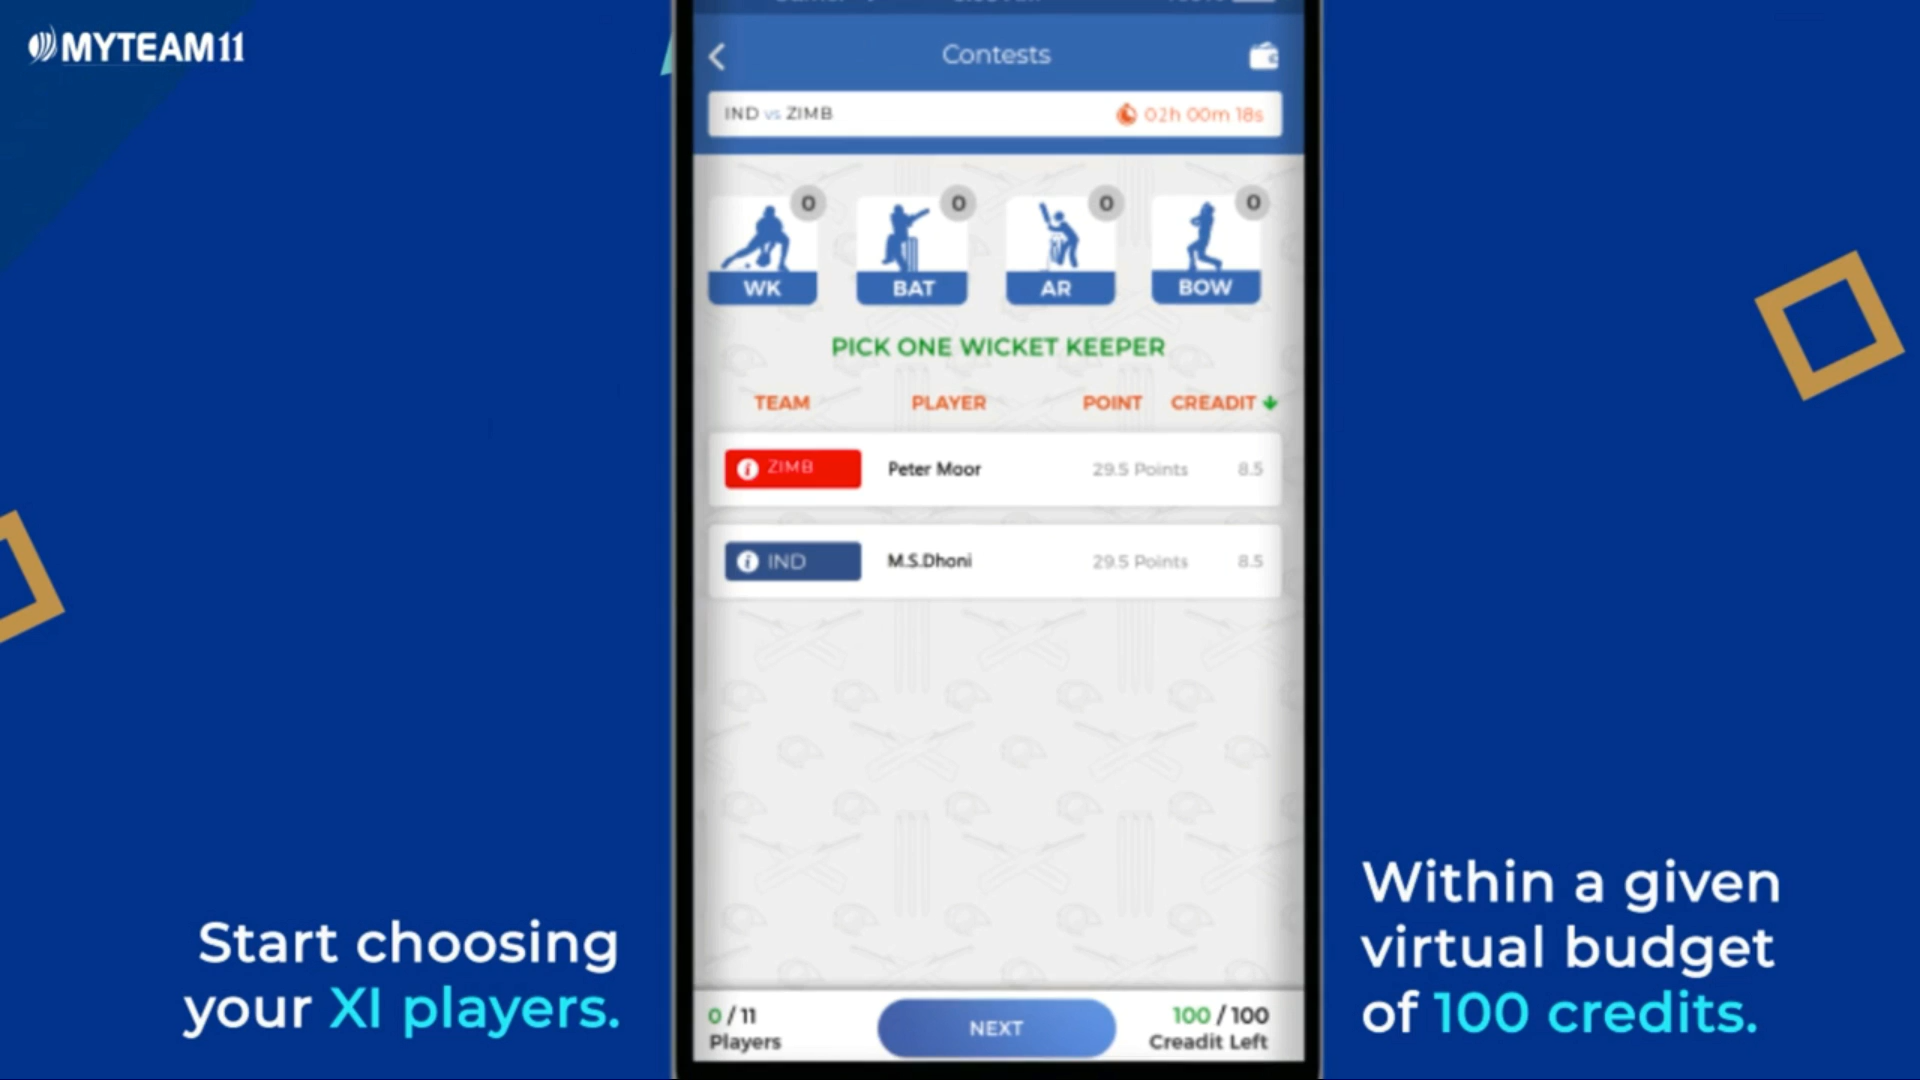 MYTEAM11
Contests
IND vs ZIMB
02h 00m 18s
0
0
0
0
WK
BAT
AR
BOW
PICK ONE WICKET KEEPER
TEAM PLAYER POINT CREADIT
ZIMB Peter Moor 29.5 Points 8.5
IND M.S.Dhoni 29.5 Points 8.5
0 / 11
Players
NEXT
100 / 100
Creadit Left
Start choosing
your XI players.
Within a given
virtual budget
of 100 credits.